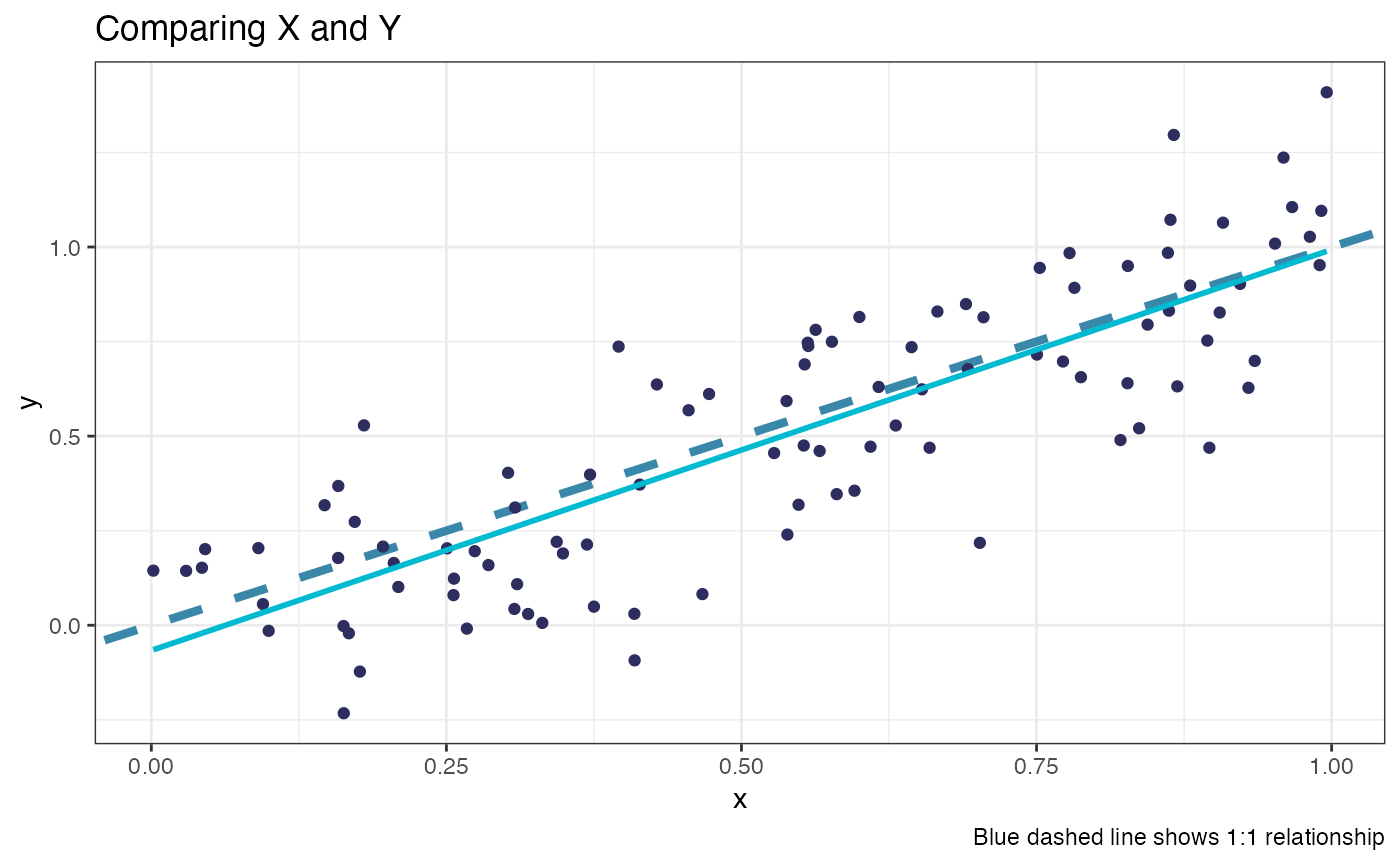 Comparing X and Y
1.0
0.5
0.0
y
0.00 0.25 0.50 0.75 1.00
x
Blue dashed line shows 1:1 relationship